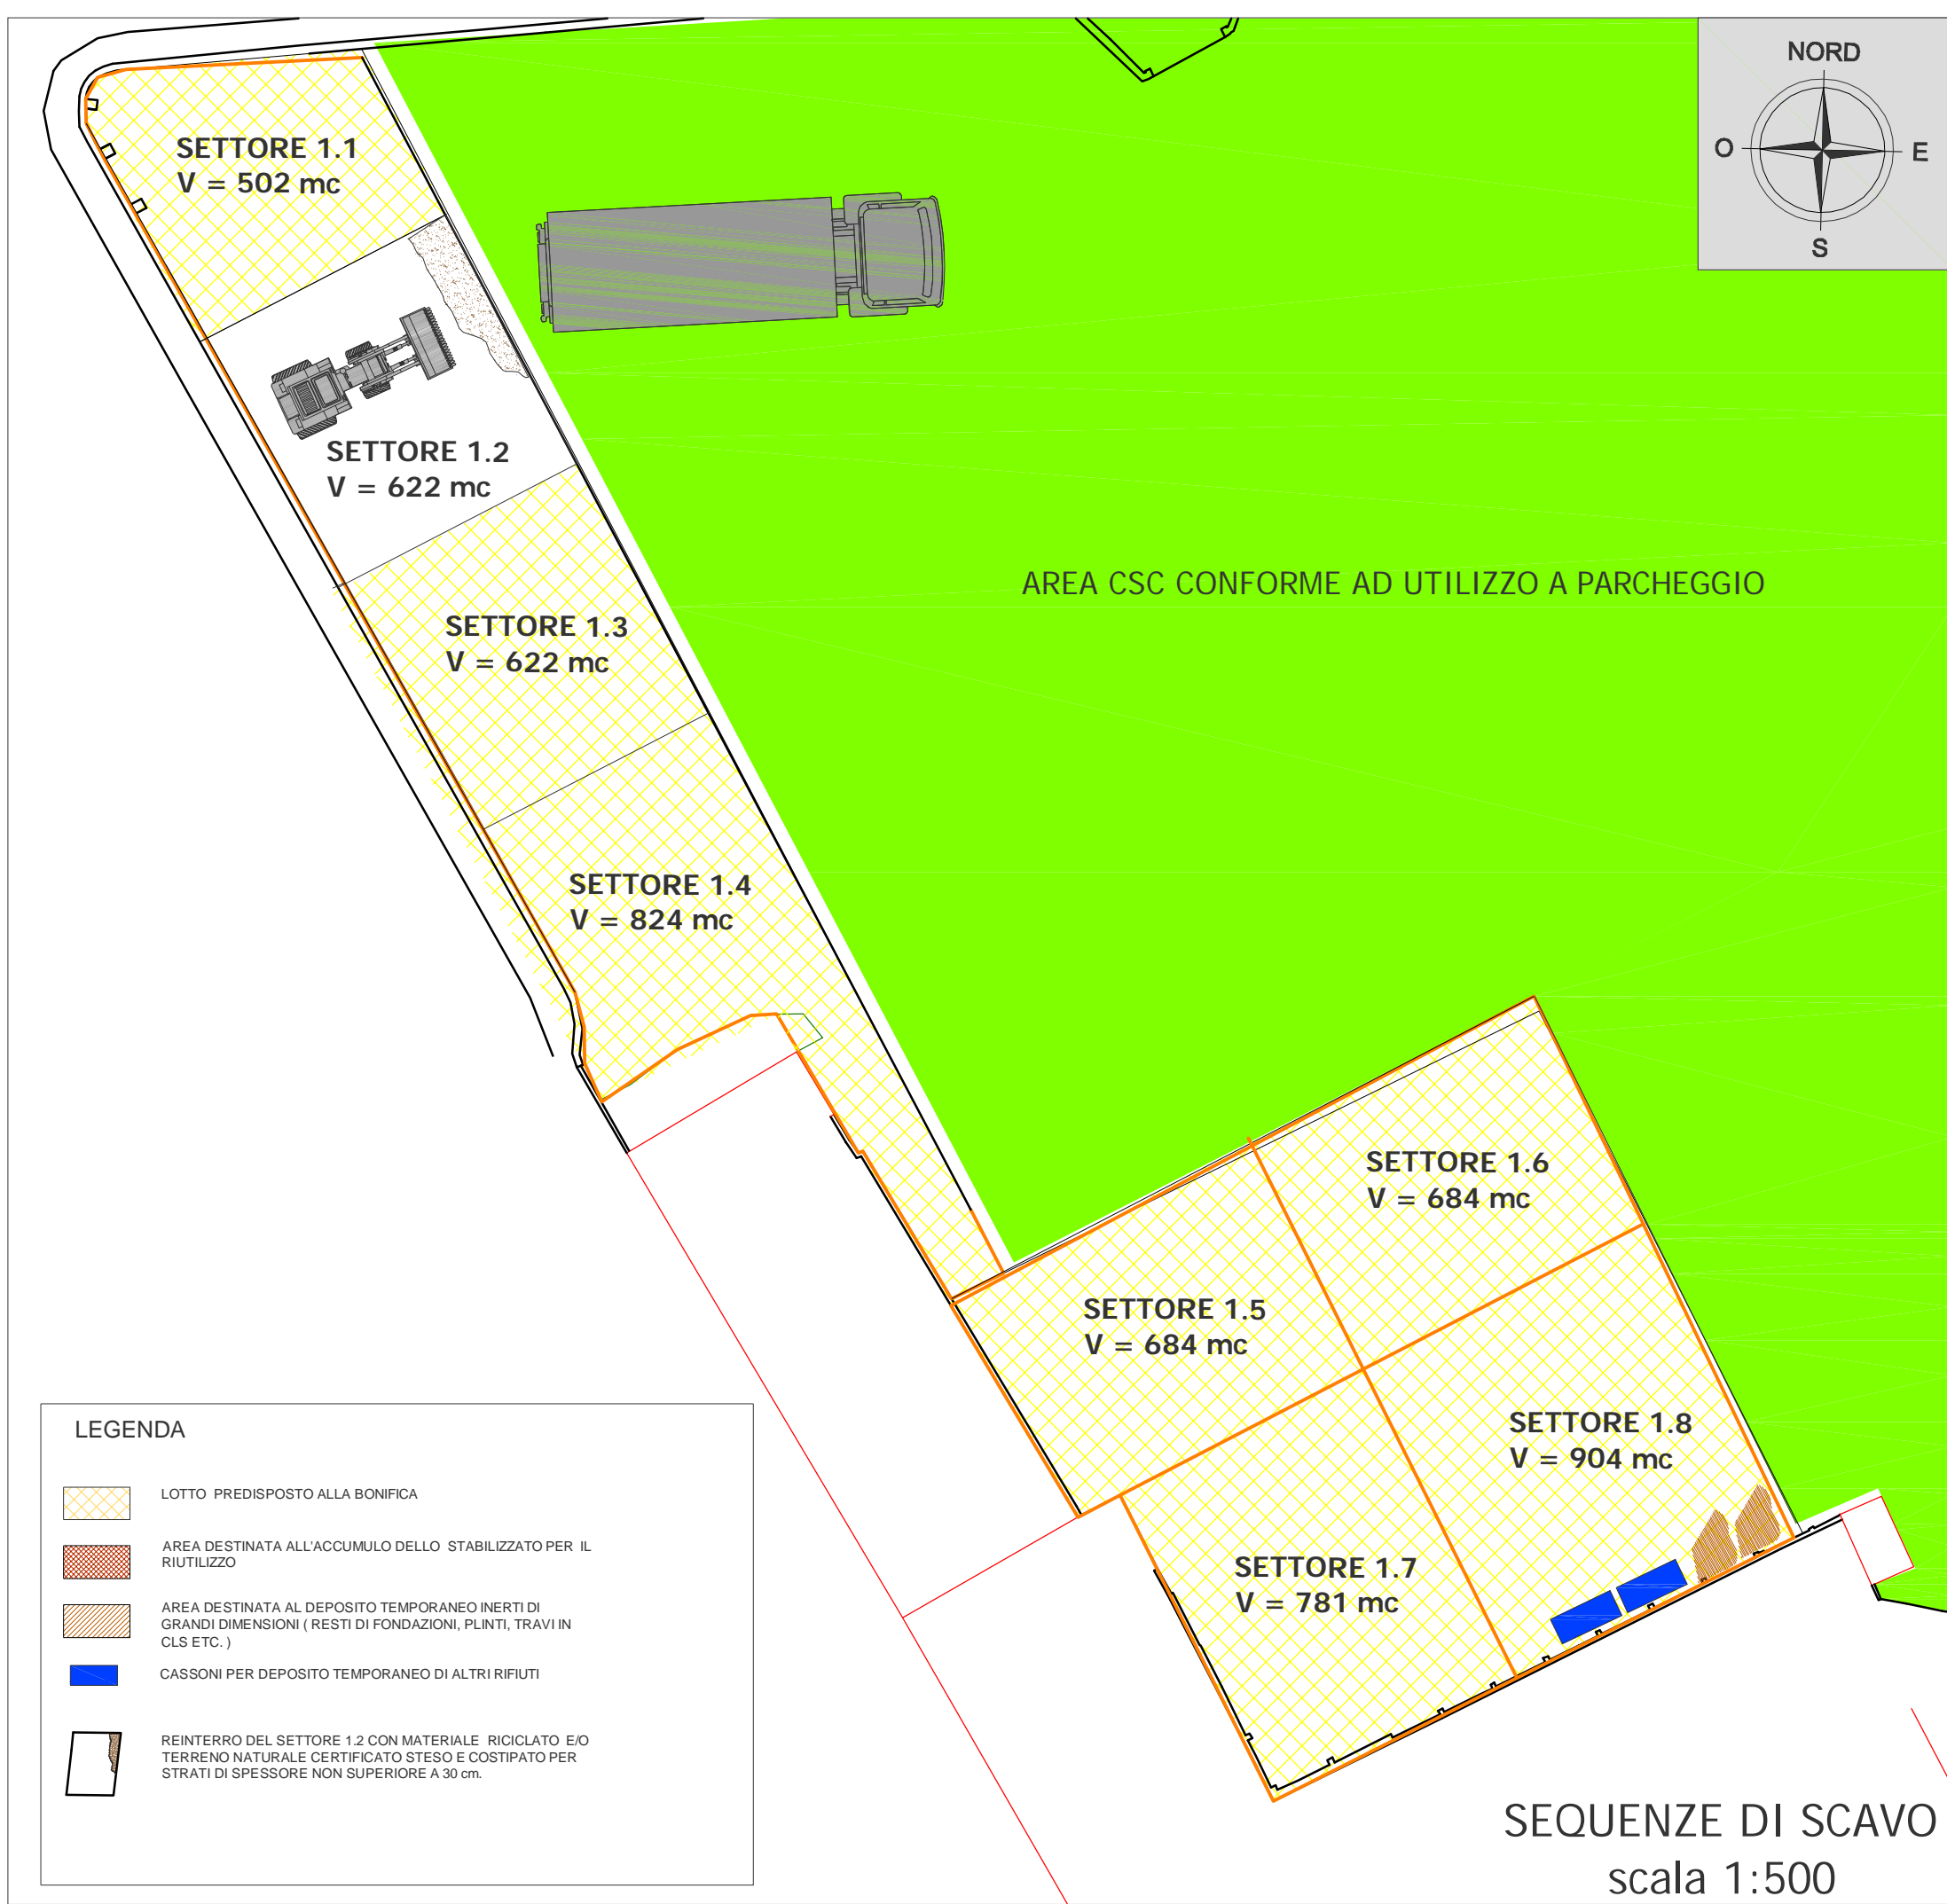 NORD
O
E
S
SETTORE 1.1
V = 502 mc
SETTORE 1.2
V = 622 mc
AREA CSC CONFORME AD UTILIZZO A PARCHEGGIO
SETTORE 1.3
V = 622 mc
SETTORE 1.4
V = 824 mc
SETTORE 1.6
V = 684 mc
SETTORE 1.5
V = 684 mc
SETTORE 1.8
V = 904 mc
SETTORE 1.7
V = 781 mc
LEGENDA
LOTTO PREDISPOSTO ALLA BONIFICA
AREA DESTINATA ALL'ACCUMULO DELLO STABILIZZATO PER IL
RIUTILIZZO
AREA DESTINATA AL DEPOSITO TEMPORANEO INERTI DI
GRANDI DIMENSIONI ( RESTI DI FONDAZIONI, PLINTI, TRAVI IN
CLS ETC. )
CASSONI PER DEPOSITO TEMPORANEO DI ALTRI RIFIUTI
REINTERRO DEL SETTORE 1.2 CON MATERIALE RICICLATO E/O
TERRENO NATURALE CERTIFICATO STESO E COSTIPATO PER
STRATI DI SPESSORE NON SUPERIORE A 30 cm.
SEQUENZE DI SCAVO
scala 1:500